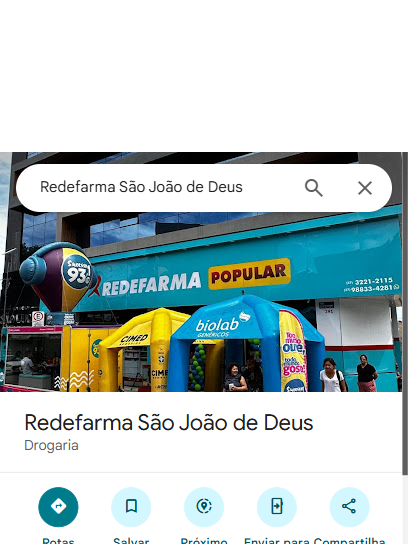 Redefarma São João de Deus
93
REDEFARMA POPULAR
3221-2115
98833-4281
CIMED
biolab
GENÉRICOS
CIME
Redefarma São João de Deus
Drogaria
Rotas
Salvar
Próximo
Enviar para
Compartilha